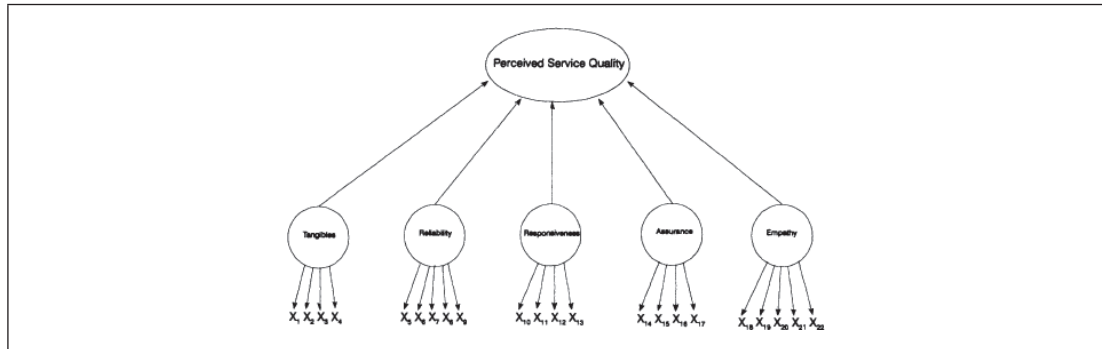 Perceived Service Quality
Tangibles Reliability Responsiveness Assurance Empathy
X₁ X₂ X₃ X₄ X₅ X₆ X₇ X₈ X₉ X₁₀ X₁₁ X₁₂ X₁₃ X₁₄ X₁₅ X₁₆ X₁₇ X₁₈ X₁₉ X₂₀ X₂₁ X₂₂